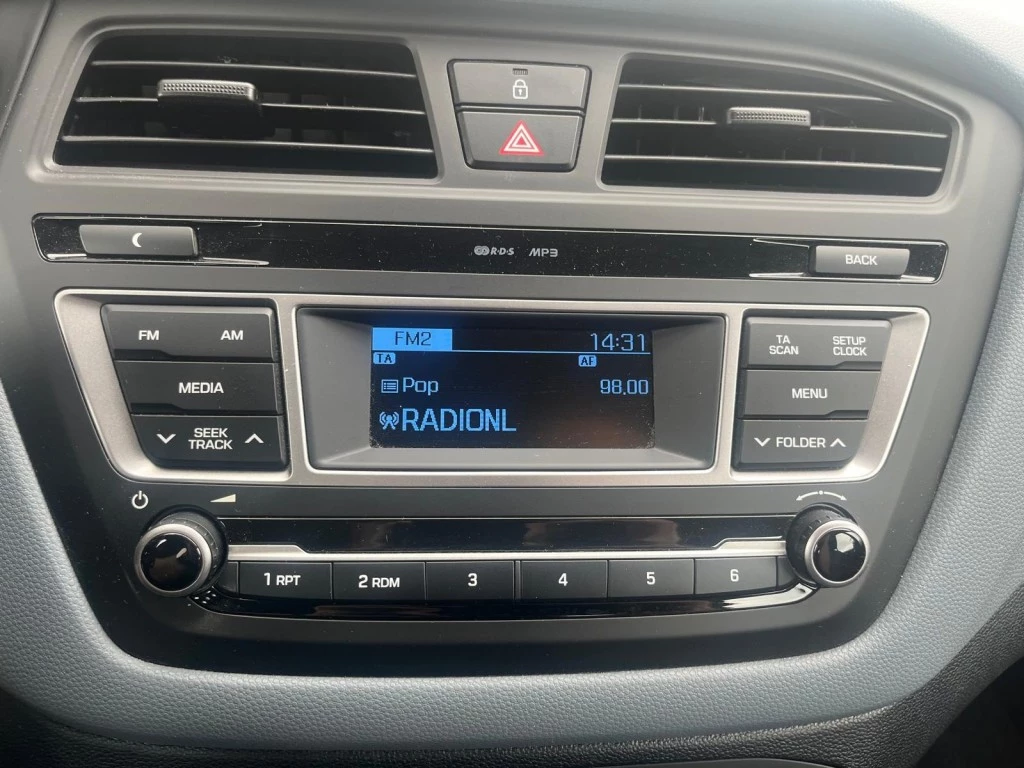 R·D·S MP3
BACK
FM AM
MEDIA
SEEK
TRACK
FM2 14:31
TA AF
Pop 98.00
RADIONL
TA
SCAN
SETUP
CLOCK
MENU
FOLDER
1 RPT 2 RDM 3 4 5 6